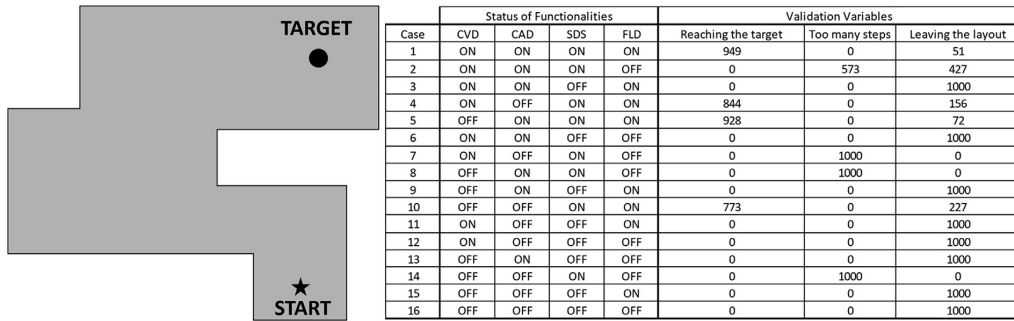 TARGET
START
Status of Functionalities Validation Variables
Case CVD CAD SDS FLD Reaching the target Too many steps Leaving the layout
1 ON ON ON ON 949 0 51
2 ON ON ON OFF 0 573 427
3 ON ON OFF ON 0 0 1000
4 ON OFF ON ON 844 0 156
5 OFF ON ON ON 928 0 72
6 ON ON OFF OFF 0 0 1000
7 ON OFF ON OFF 0 1000 0
8 OFF ON ON OFF 0 1000 0
9 OFF ON OFF ON 0 0 1000
10 OFF OFF ON ON 773 0 227
11 ON OFF OFF ON 0 0 1000
12 ON OFF OFF OFF 0 0 1000
13 OFF ON OFF OFF 0 0 1000
14 OFF OFF ON OFF 0 1000 0
15 OFF OFF OFF ON 0 0 1000
16 OFF OFF OFF OFF 0 0 1000